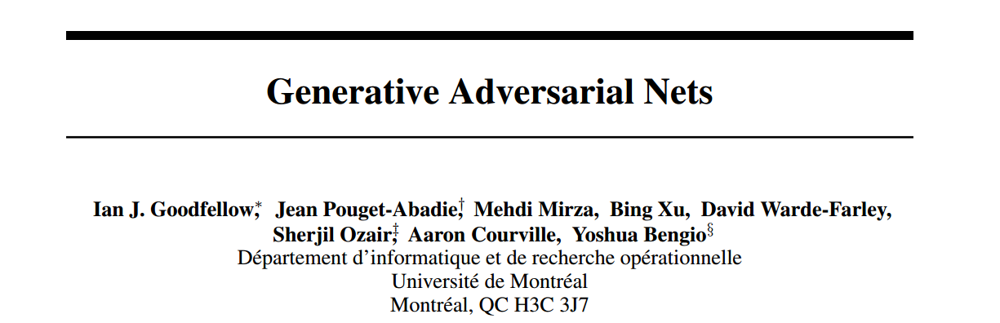 Generative Adversarial Nets
Ian J. Goodfellow,* Jean Pouget-Abadie,† Mehdi Mirza, Bing Xu, David Warde-Farley,
Sherjil Ozair,‡ Aaron Courville, Yoshua Bengio§
Département d’informatique et de recherche opérationnelle
Université de Montréal
Montréal, QC H3C 3J7